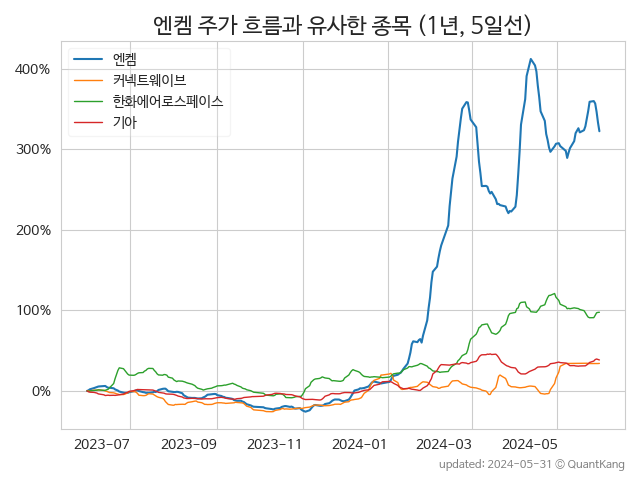 엔켐 주가 흐름과 유사한 종목 (1년, 5일선)
엔켐
커넥트웨이브
한화에어로스페이스
기아
400%
300%
200%
100%
0%
2023-07 2023-09 2023-11 2024-01 2024-03 2024-05
updated: 2024-05-31 © QuantKang